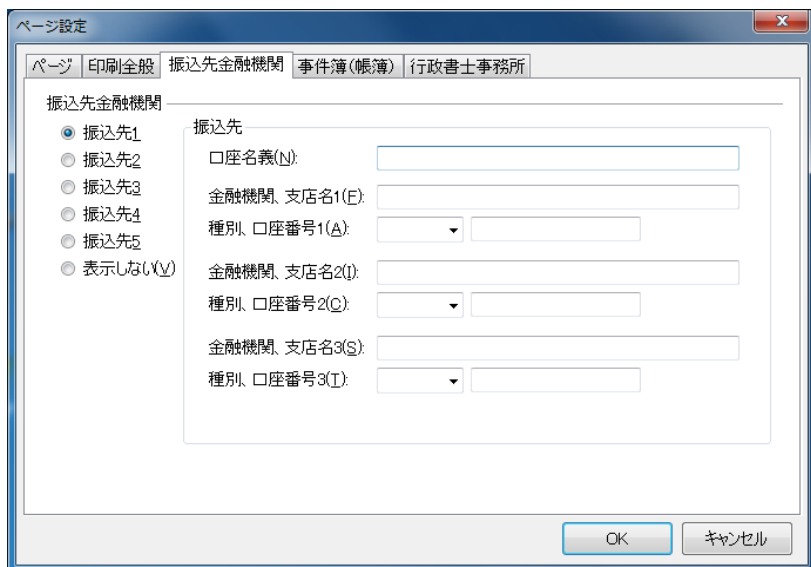 ページ設定
ページ 印刷全般 振込先金融機関 事件簿(帳簿) 行政書士事務所
振込先金融機関
振込先1
振込先2
振込先3
振込先4
振込先5
表示しない(V)
振込先
口座名義(N):
金融機関、支店名1(F):
種別、口座番号1(A):
金融機関、支店名2(I):
種別、口座番号2(C):
金融機関、支店名3(S):
種別、口座番号3(T):
OK キャンセル